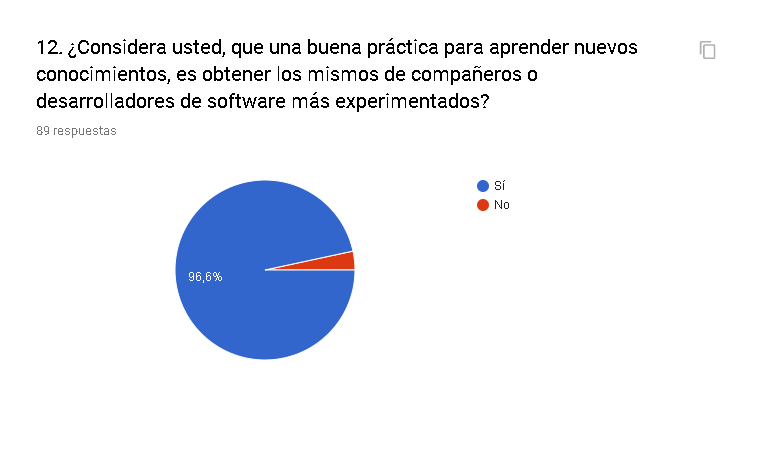 12. ¿Considera usted, que una buena práctica para aprender nuevos
conocimientos, es obtener los mismos de compañeros o
desarrolladores de software más experimentados?
89 respuestas
Sí
No
96,6%